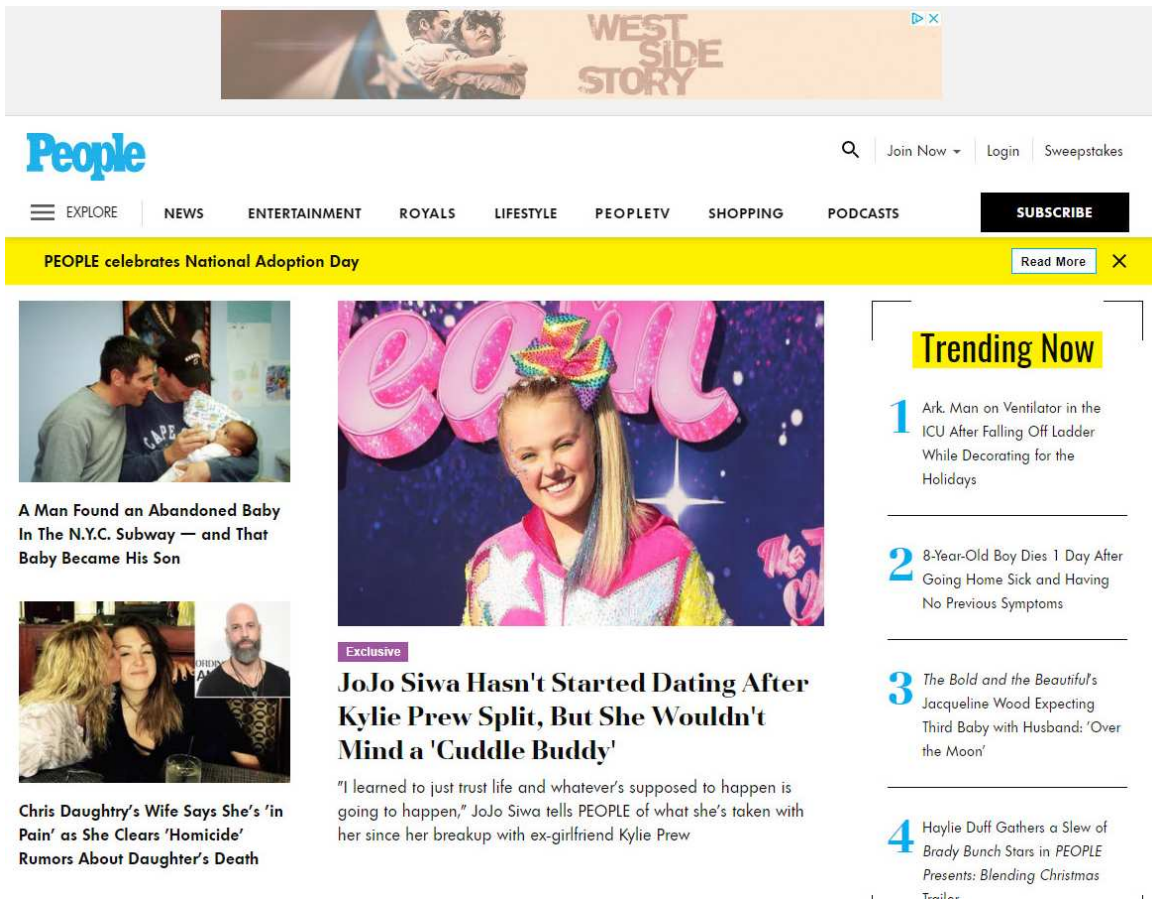 WEST
SIDE
STORY
People
Join Now
Login
Sweepstakes
EXPLORE
NEWS
ENTERTAINMENT
ROYALS
LIFESTYLE
PEOPLETV
SHOPPING
PODCASTS
SUBSCRIBE
PEOPLE celebrates National Adoption Day
Read More
CAPE
A Man Found an Abandoned Baby
In The N.Y.C. Subway — and That
Baby Became His Son
Chris Daughtry's Wife Says She's 'in
Pain' as She Clears 'Homicide'
Rumors About Daughter's Death
eam
The
Exclusive
JoJo Siwa Hasn't Started Dating After
Kylie Prew Split, But She Wouldn't
Mind a 'Cuddle Buddy'
"I learned to just trust life and whatever's supposed to happen is
going to happen," JoJo Siwa tells PEOPLE of what she's taken with
her since her breakup with ex-girlfriend Kylie Prew
Trending Now
1
Ark. Man on Ventilator in the
ICU After Falling Off Ladder
While Decorating for the
Holidays
2
8-Year-Old Boy Dies 1 Day After
Going Home Sick and Having
No Previous Symptoms
3
The Bold and the Beautiful's
Jacqueline Wood Expecting
Third Baby with Husband: 'Over
the Moon'
4
Haylie Duff Gathers a Slew of
Brady Bunch Stars in PEOPLE
Presents: Blending Christmas
Trailer